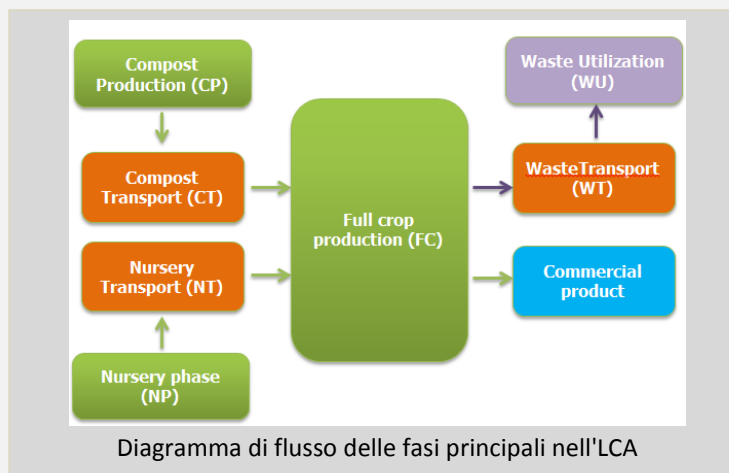 Compost
Production (CP)
Compost
Transport (CT)
Nursery
Transport (NT)
Nursery phase
(NP)
Full crop
production (FC)
Waste Utilization
(WU)
WasteTransport
(WT)
Commercial
product
Diagramma di flusso delle fasi principali nell'LCA